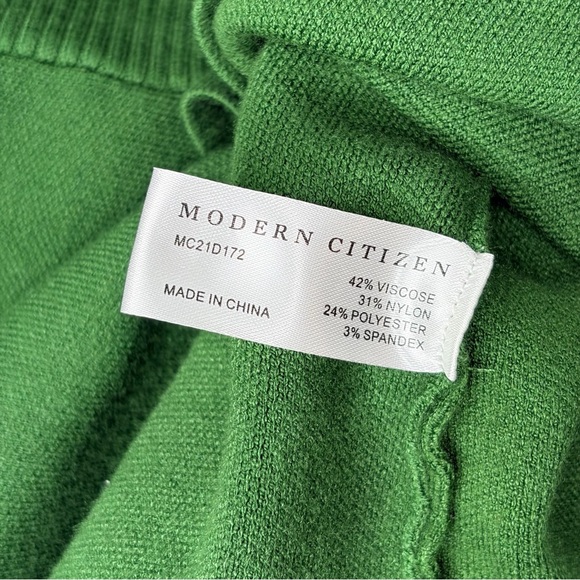 MODERN CITIZEN
MC21D172
MADE IN CHINA
42% VISCOSE
31% NYLON
24% POLYESTER
3% SPANDEX